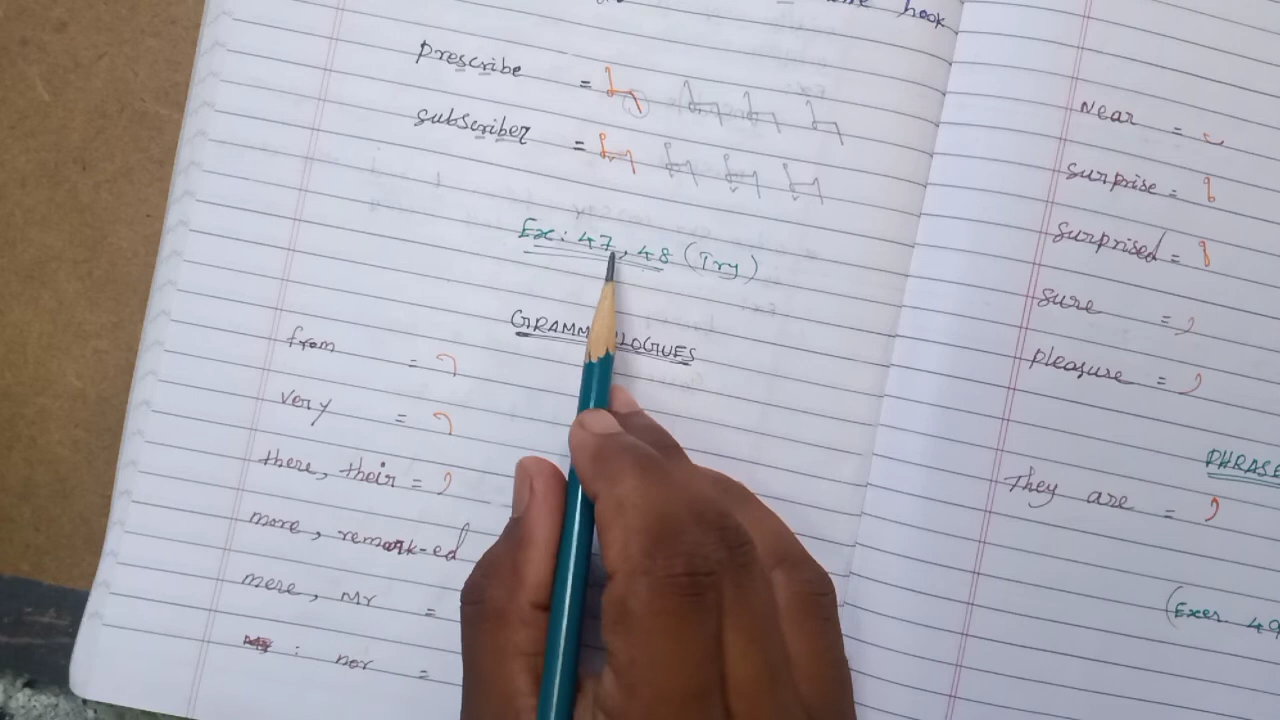 hook
prescribe =
subscriber =
Ex: 47, 48 (Try)
from =
very =
there, their =
more, remark-ed
mere, Mr =
: nor =
Near =
surprise =
surprised =
sure =
pleasure =
PHRASE
They are =
(Exer. 49